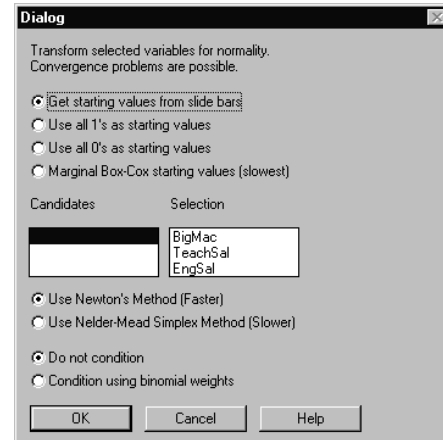 Dialog
Transform selected variables for normality.
Convergence problems are possible.
Get starting values from slide bars
Use all 1's as starting values
Use all 0's as starting values
Marginal Box-Cox starting values (slowest)
Candidates Selection
BigMac
TeachSal
EngSal
Use Newton's Method (Faster)
Use Nelder-Mead Simplex Method (Slower)
Do not condition
Condition using binomial weights
OK Cancel Help